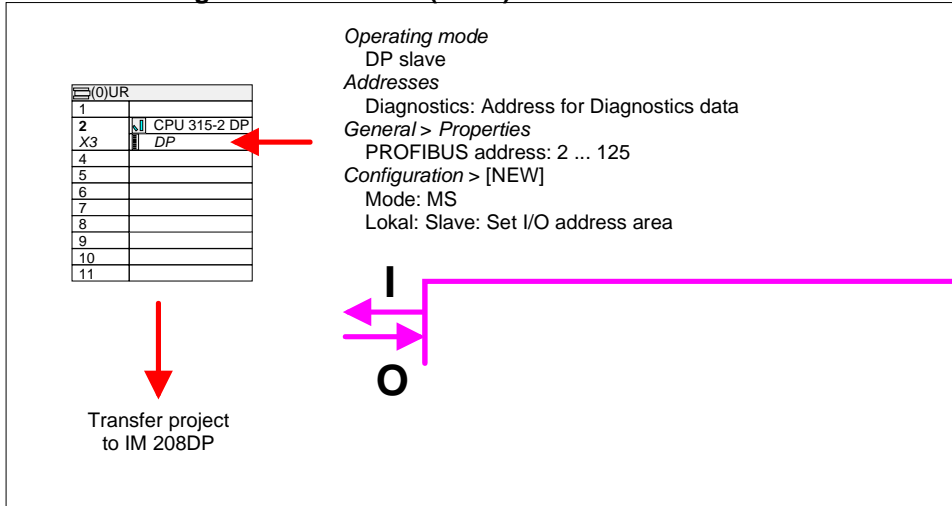 (0)UR
1
2 CPU 315-2 DP
X3 DP
4
5
6
7
8
9
10
11
Transfer project
to IM 208DP
Operating mode
DP slave
Addresses
Diagnostics: Address for Diagnostics data
General > Properties
PROFIBUS address: 2 ... 125
Configuration > [NEW]
Mode: MS
Lokal: Slave: Set I/O address area
I
O